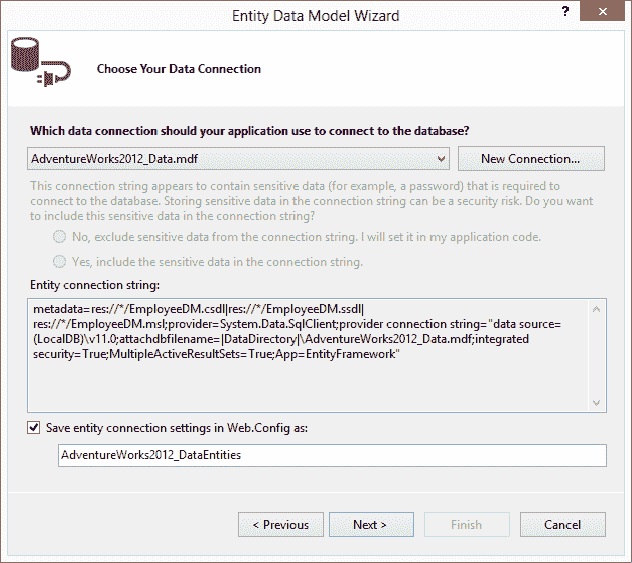 Entity Data Model Wizard
?
x
Choose Your Data Connection
Which data connection should your application use to connect to the database?
AdventureWorks2012_Data.mdf
New Connection...
This connection string appears to contain sensitive data (for example, a password) that is required to
connect to the database. Storing sensitive data in the connection string can be a security risk. Do you want
to include this sensitive data in the connection string?
No, exclude sensitive data from the connection string. I will set it in my application code.
Yes, include the sensitive data in the connection string.
Entity connection string:
metadata=res://*/EmployeeDM.csdl|res://*/EmployeeDM.ssdl|
res://*/EmployeeDM.msl;provider=System.Data.SqlClient;provider connection string="data source=
(LocalDB)\v11.0;attachdbfilename=|DataDirectory|\AdventureWorks2012_Data.mdf;integrated
security=True;MultipleActiveResultSets=True;App=EntityFramework"
Save entity connection settings in Web.Config as:
AdventureWorks2012_DataEntities
< Previous
Next >
Finish
Cancel